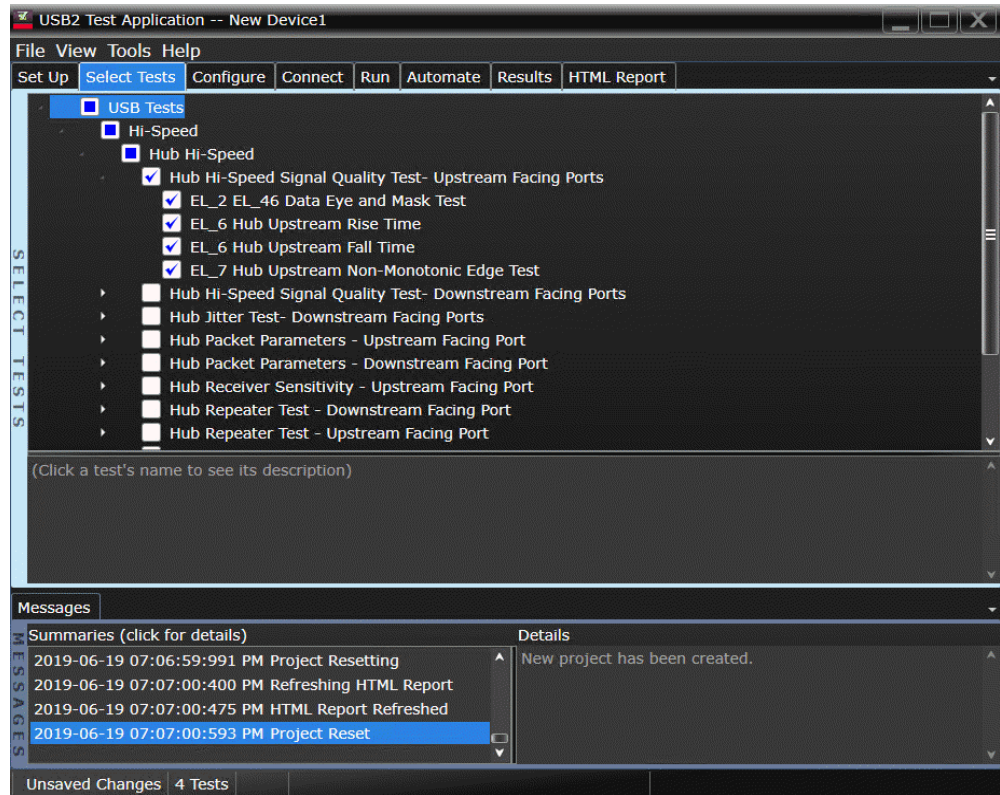 USB2 Test Application -- New Device1
File View Tools Help
Set Up Select Tests Configure Connect Run Automate Results HTML Report
USB Tests
Hi-Speed
Hub Hi-Speed
Hub Hi-Speed Signal Quality Test- Upstream Facing Ports
EL_2 EL_46 Data Eye and Mask Test
EL_6 Hub Upstream Rise Time
EL_6 Hub Upstream Fall Time
EL_7 Hub Upstream Non-Monotonic Edge Test
Hub Hi-Speed Signal Quality Test- Downstream Facing Ports
Hub Jitter Test- Downstream Facing Ports
Hub Packet Parameters - Upstream Facing Port
Hub Packet Parameters - Downstream Facing Port
Hub Receiver Sensitivity - Upstream Facing Port
Hub Repeater Test - Downstream Facing Port
Hub Repeater Test - Upstream Facing Port
SELECT TESTS
(Click a test's name to see its description)
Messages
MESSAGES
Summaries (click for details)
2019-06-19 07:06:59:991 PM Project Resetting
2019-06-19 07:07:00:400 PM Refreshing HTML Report
2019-06-19 07:07:00:475 PM HTML Report Refreshed
2019-06-19 07:07:00:593 PM Project Reset
Details
New project has been created.
Unsaved Changes 4 Tests